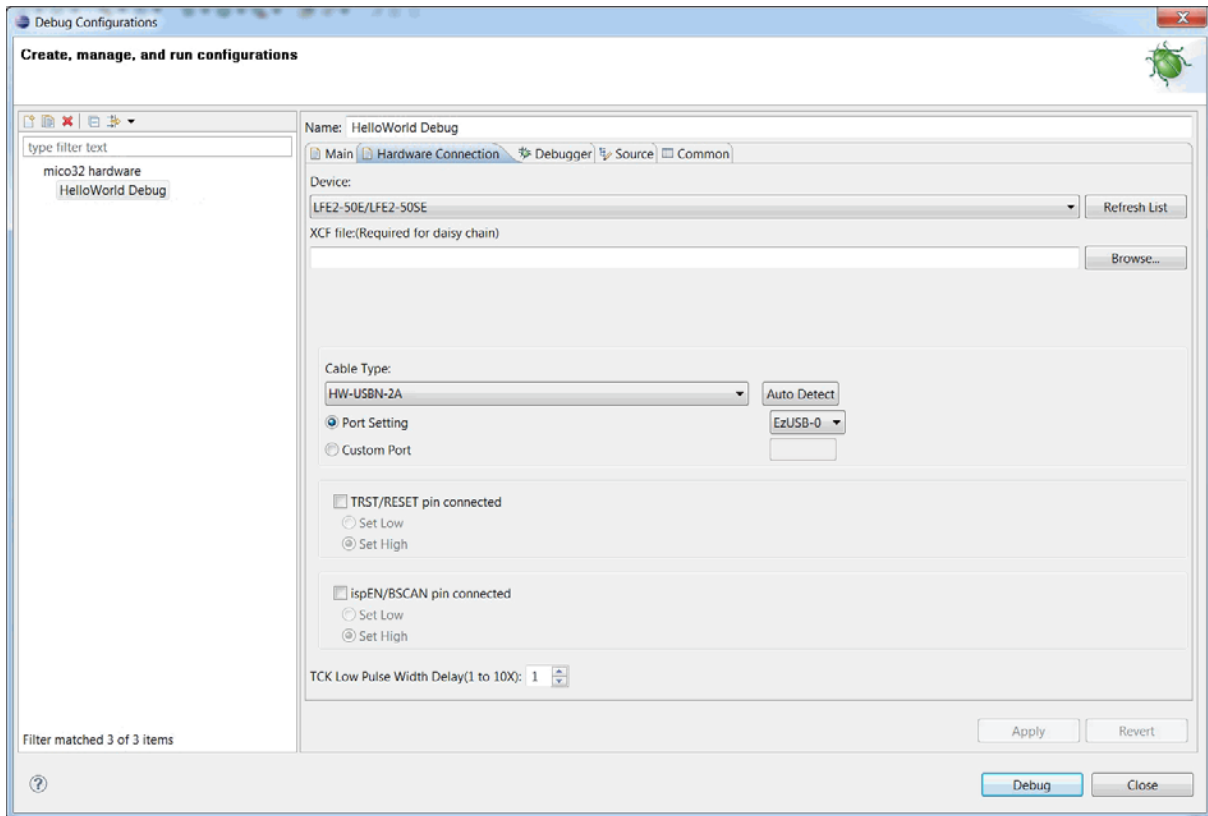 Debug Configurations
Create, manage, and run configurations
type filter text
mico32 hardware
HelloWorld Debug
Filter matched 3 of 3 items
Name: HelloWorld Debug
Main Hardware Connection Debugger Source Common
Device:
LFE2-50E/LFE2-50SE Refresh List
XCF file:(Required for daisy chain)
Browse...
Cable Type:
HW-USBN-2A Auto Detect
Port Setting EzUSB-0
Custom Port
TRST/RESET pin connected
Set Low
Set High
ispEN/BSCAN pin connected
Set Low
Set High
TCK Low Pulse Width Delay(1 to 10X): 1
Apply Revert
? Debug Close